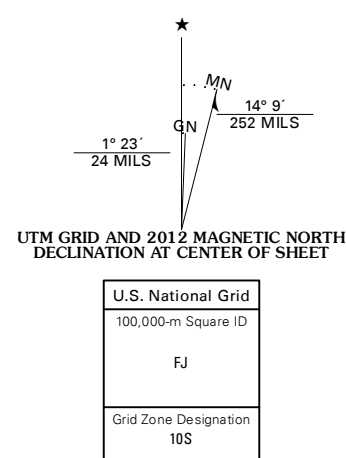 ★
MN
GN
14° 9´
252 MILS
1° 23´
24 MILS
UTM GRID AND 2012 MAGNETIC NORTH
DECLINATION AT CENTER OF SHEET
U.S. National Grid
100,000-m Square ID
FJ
Grid Zone Designation
10S